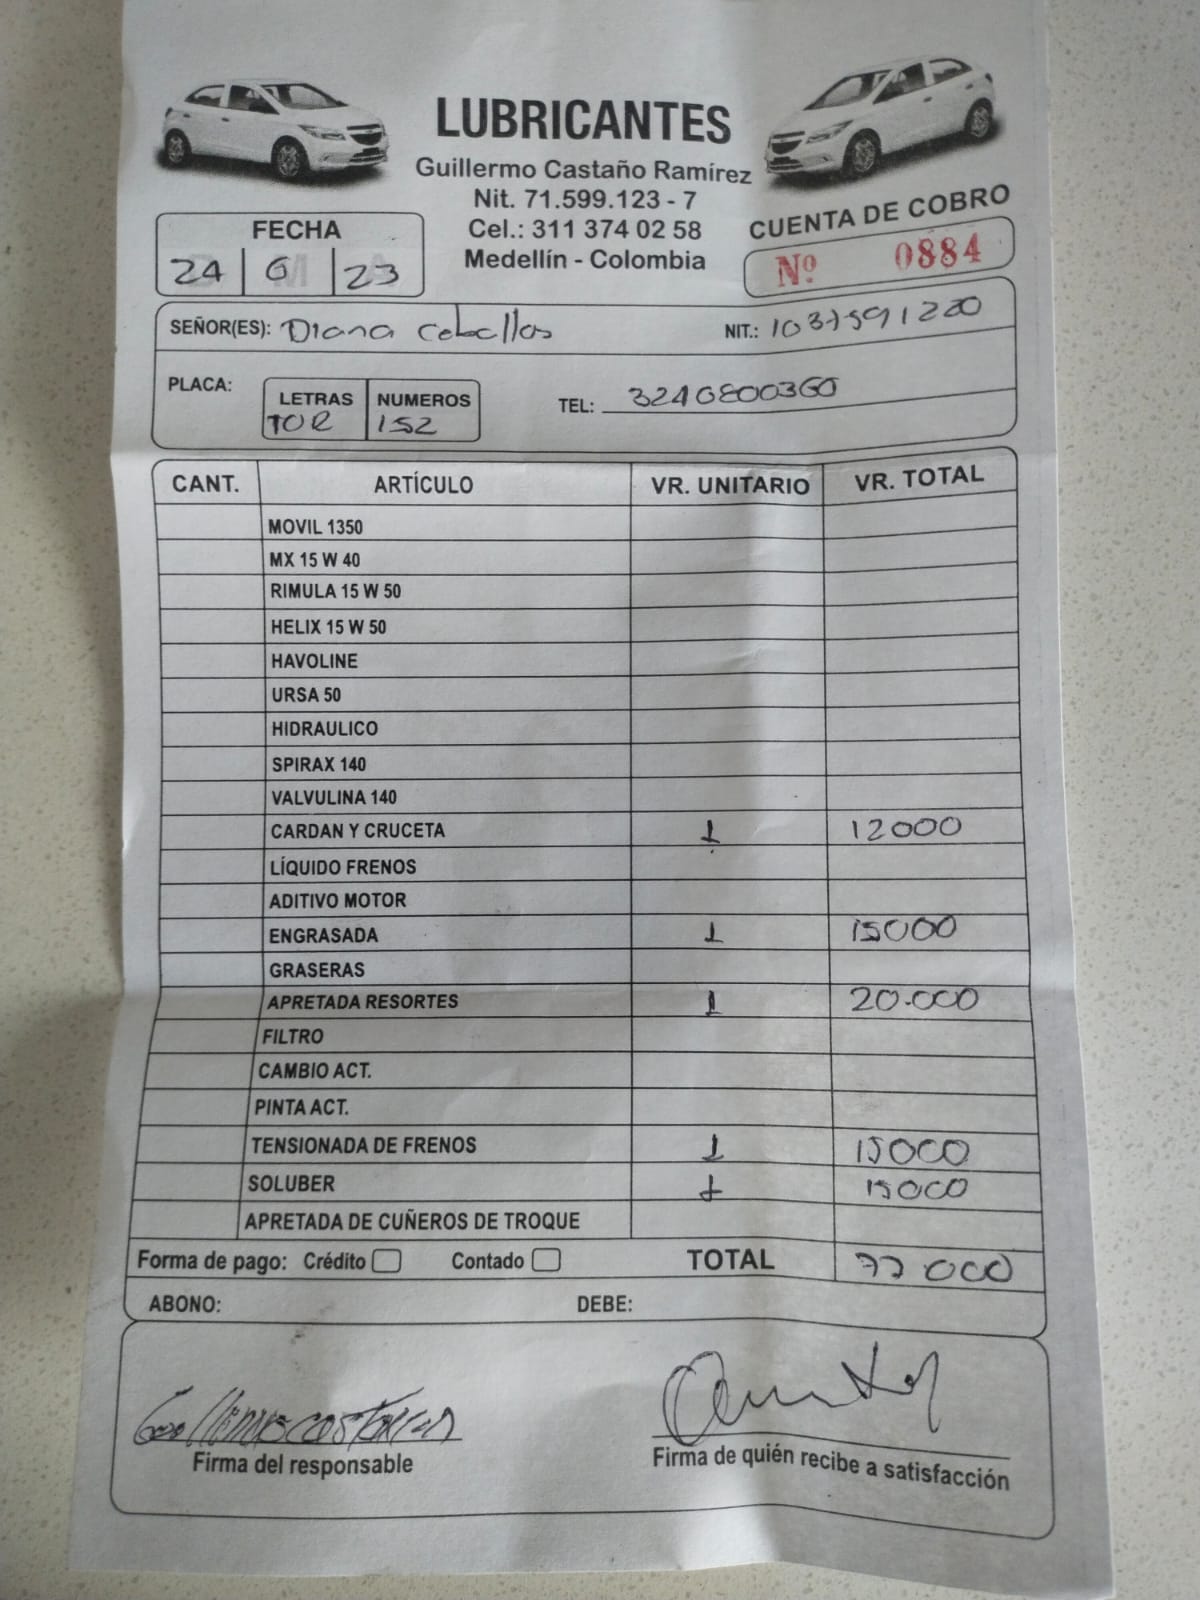 LUBRICANTES
Guillermo Castaño Ramírez
Nit. 71.599.123 - 7
Cel.: 311 374 02 58
Medellín - Colombia
CUENTA DE COBRO
Nº 0884
FECHA
24 6 23
SEÑOR(ES): Diana Ceballos NIT.: 1037591220
PLACA: LETRAS NUMEROS
TOR 152
TEL: 3240800360
CANT. ARTÍCULO VR. UNITARIO VR. TOTAL
MOVIL 1350
MX 15 W 40
RIMULA 15 W 50
HELIX 15 W 50
HAVOLINE
URSA 50
HIDRAULICO
SPIRAX 140
VALVULINA 140
CARDAN Y CRUCETA 1 12000
LÍQUIDO FRENOS
ADITIVO MOTOR
ENGRASADA 1 15000
GRASERAS
APRETADA RESORTES 1 20.000
FILTRO
CAMBIO ACT.
PINTA ACT.
TENSIONADA DE FRENOS 1 15000
SOLUBER 1 15000
APRETADA DE CUÑEROS DE TROQUE
Forma de pago: Crédito Contado TOTAL 77 000
ABONO: DEBE:
Firma del responsable
Firma de quién recibe a satisfacción